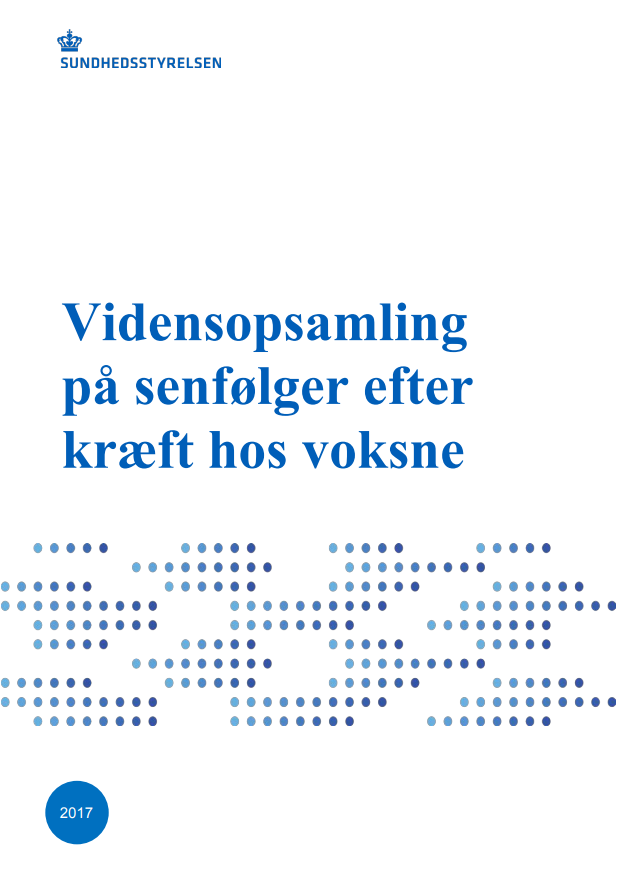 SUNDHEDSSTYRELSEN
Vidensopsamling
på senfølger efter
kræft hos voksne
2017